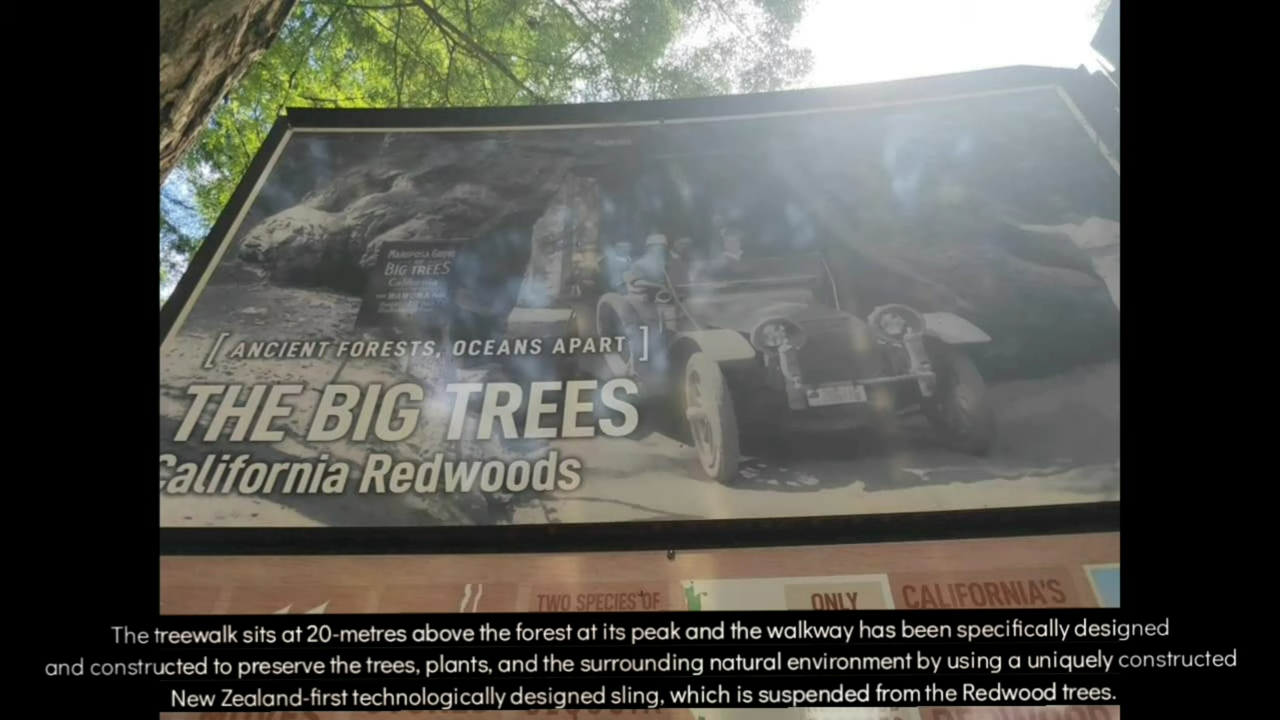 MARIPOSA GROVE
BIG TREES
California
[ ANCIENT FORESTS, OCEANS APART ]
THE BIG TREES
California Redwoods
TWO SPECIES OF
ONLY
CALIFORNIA'S
The treewalk sits at 20-metres above the forest at its peak and the walkway has been specifically designed
and constructed to preserve the trees, plants, and the surrounding natural environment by using a uniquely constructed
New Zealand-first technologically designed sling, which is suspended from the Redwood trees.